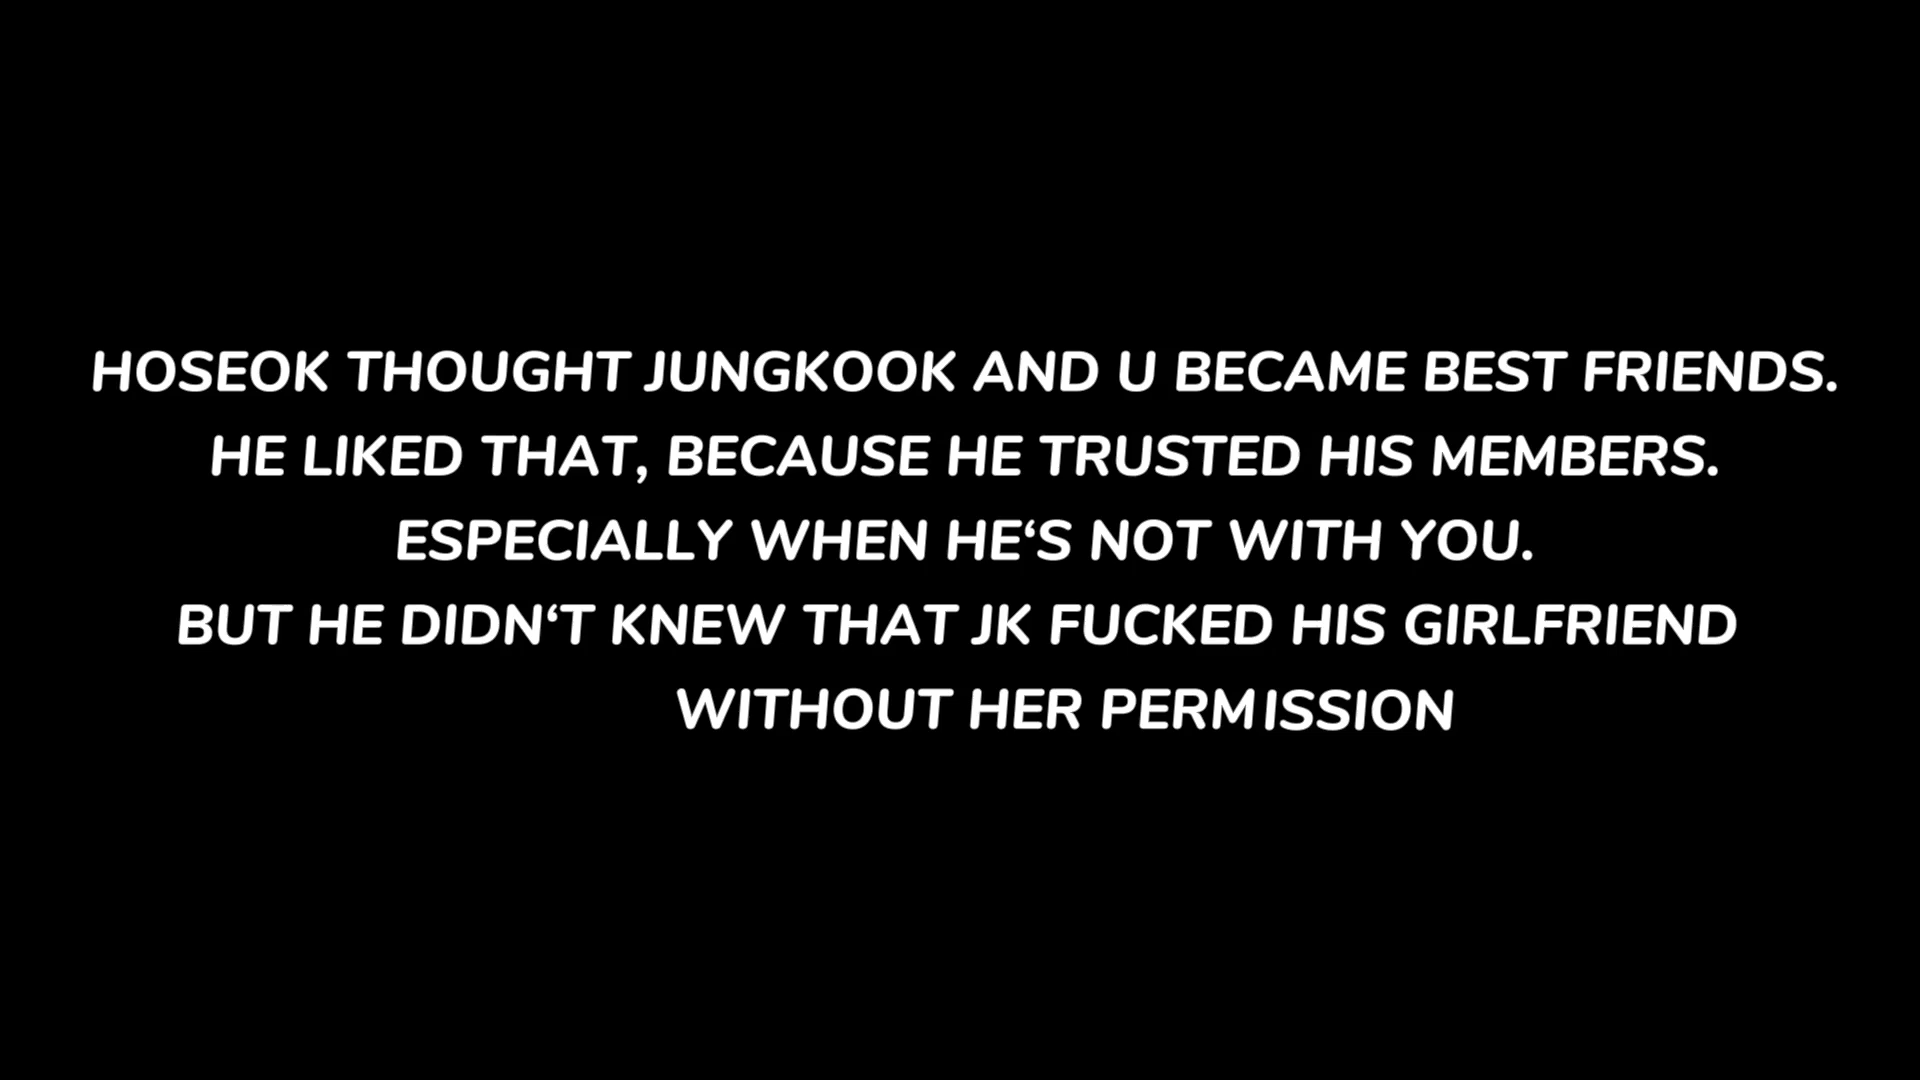 HOSEOK THOUGHT JUNGKOOK AND U BECAME BEST FRIENDS.
HE LIKED THAT, BECAUSE HE TRUSTED HIS MEMBERS.
ESPECIALLY WHEN HE‘S NOT WITH YOU.
BUT HE DIDN‘T KNEW THAT JK FUCKED HIS GIRLFRIEND
WITHOUT HER PERMISSION